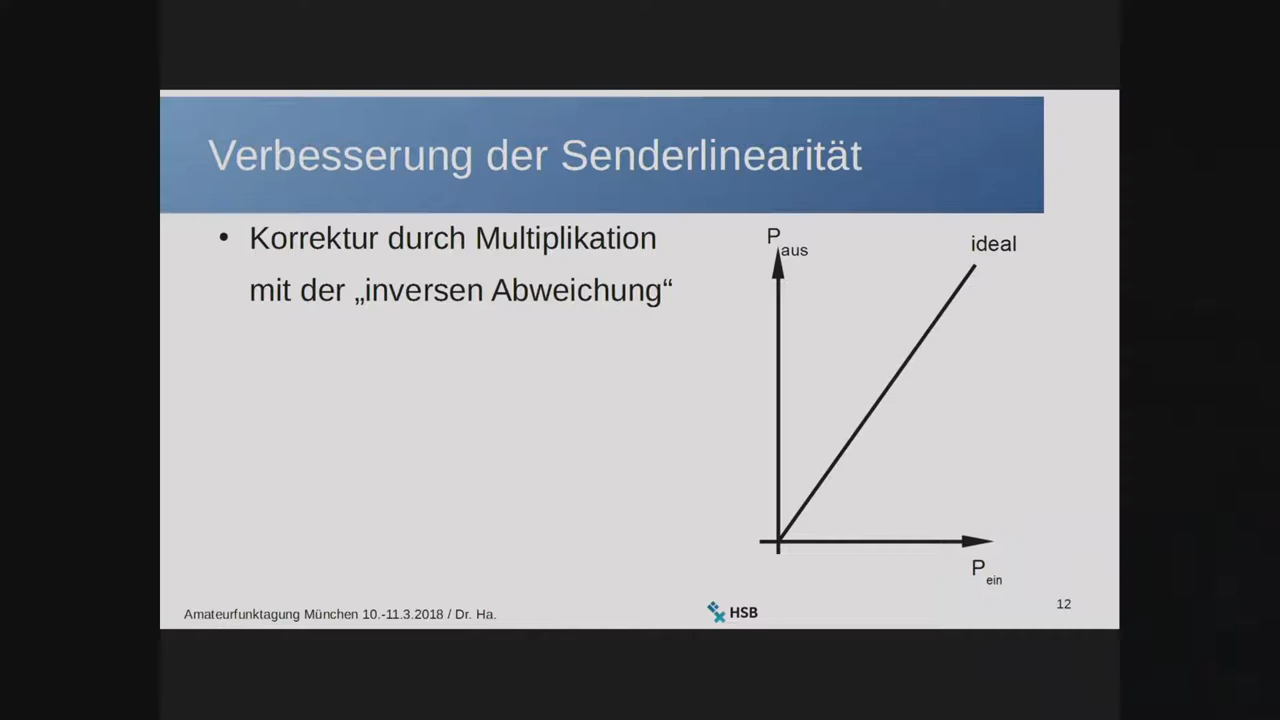 Verbesserung der Senderlinearität
• Korrektur durch Multiplikation
mit der „inversen Abweichung“
P aus
ideal
P ein
Amateurfunktagung München 10.-11.3.2018 / Dr. Ha.
HSB
12